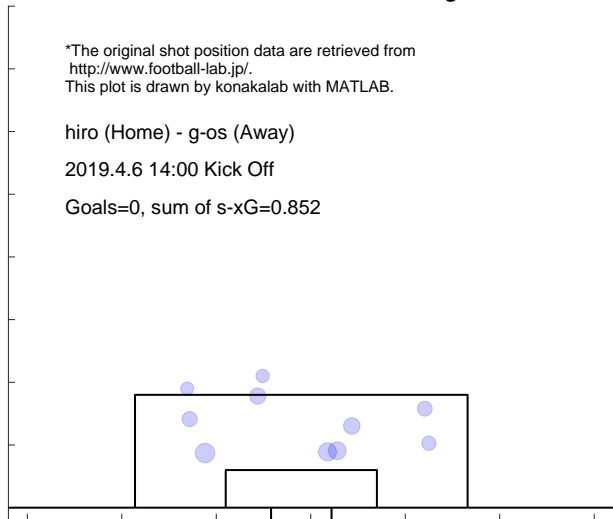 *The original shot position data are retrieved from
http://www.football-lab.jp/.
This plot is drawn by konakalab with MATLAB.
hiro (Home) - g-os (Away)
2019.4.6 14:00 Kick Off
Goals=0, sum of s-xG=0.852